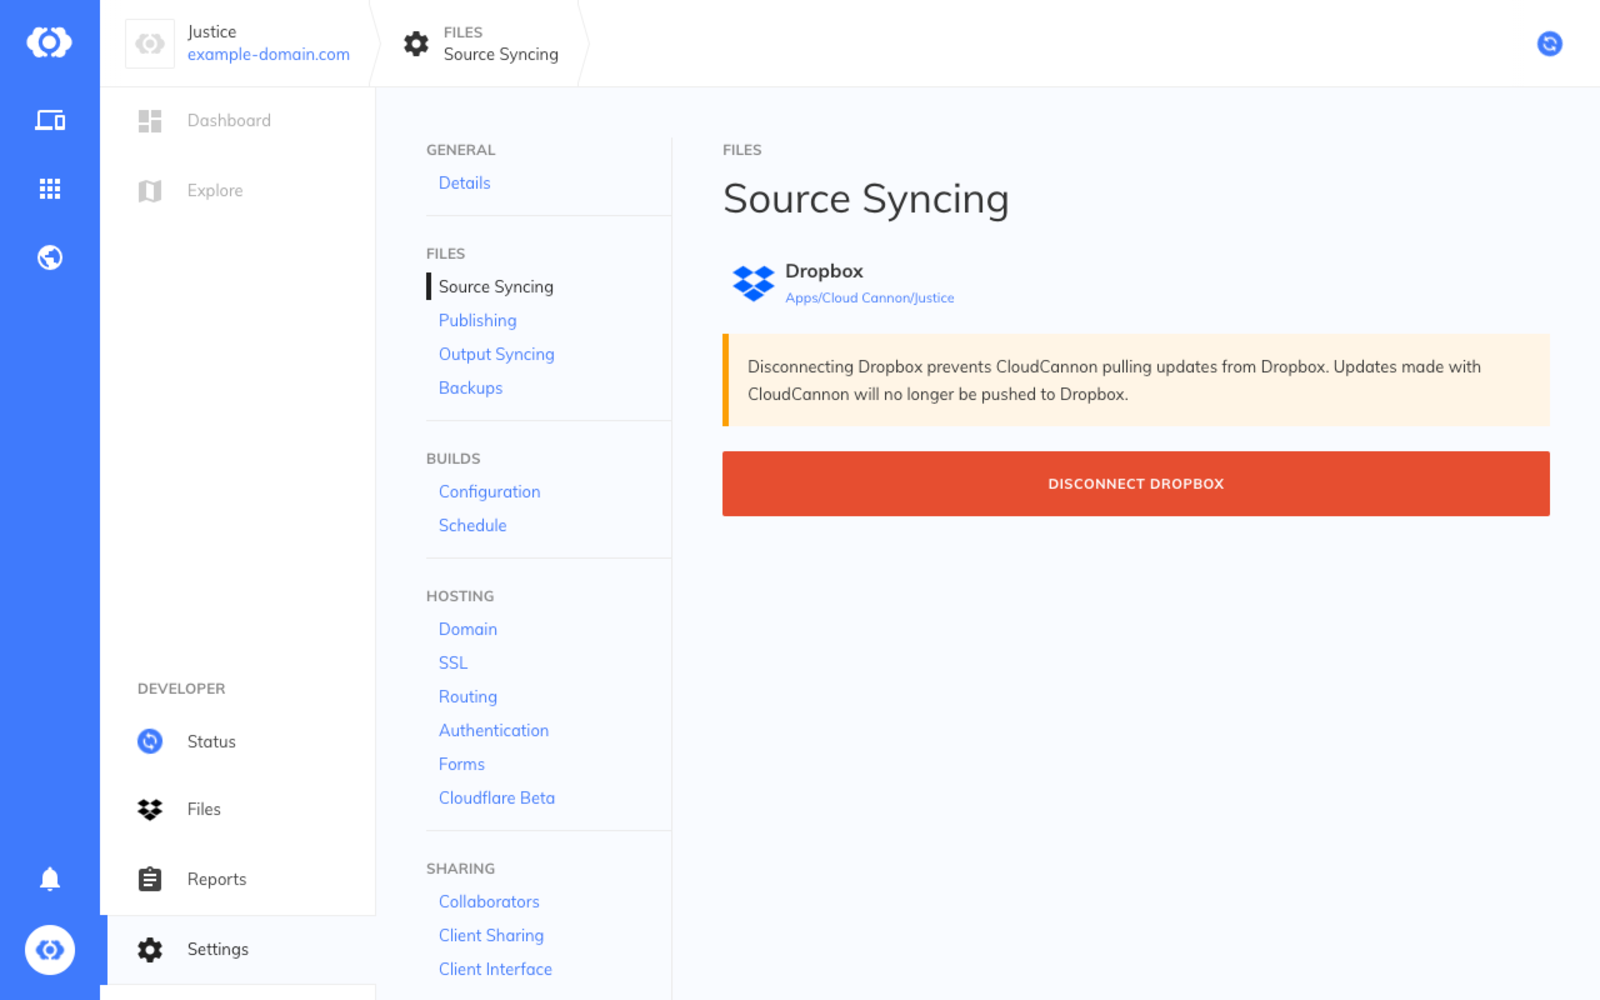 Justice
example-domain.com
FILES
Source Syncing
Dashboard
Explore
DEVELOPER
Status
Files
Reports
Settings
GENERAL
Details
FILES
Source Syncing
Publishing
Output Syncing
Backups
BUILDS
Configuration
Schedule
HOSTING
Domain
SSL
Routing
Authentication
Forms
Cloudflare Beta
SHARING
Collaborators
Client Sharing
Client Interface
FILES
Source Syncing
Dropbox
Apps/Cloud Cannon/Justice
Disconnecting Dropbox prevents CloudCannon pulling updates from Dropbox. Updates made with
CloudCannon will no longer be pushed to Dropbox.
DISCONNECT DROPBOX